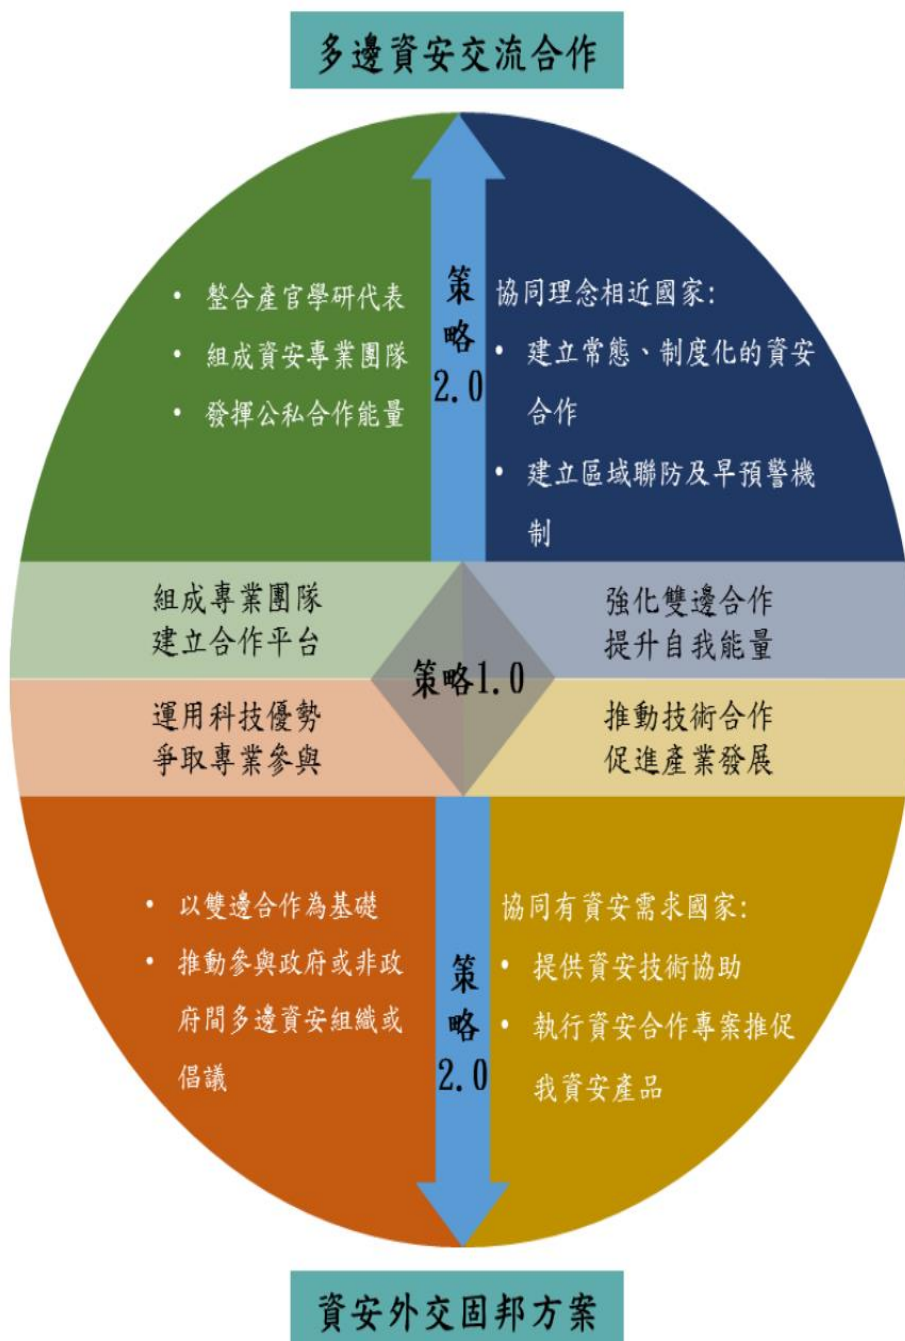 多邊資安交流合作
• 整合產官學研代表
• 組成資安專業團隊
• 發揮公私合作能量
策
略
2.0
協同理念相近國家:
• 建立常態、制度化的資安
合作
• 建立區域聯防及早預警機
制
組成專業團隊
建立合作平台
強化雙邊合作
提升自我能量
策略1.0
運用科技優勢
爭取專業參與
推動技術合作
促進產業發展
• 以雙邊合作為基礎
• 推動參與政府或非政
府間多邊資安組織或
倡議
策
略
2.0
協同有資安需求國家:
• 提供資安技術協助
• 執行資安合作專案推促
我資安產品
資安外交固邦方案